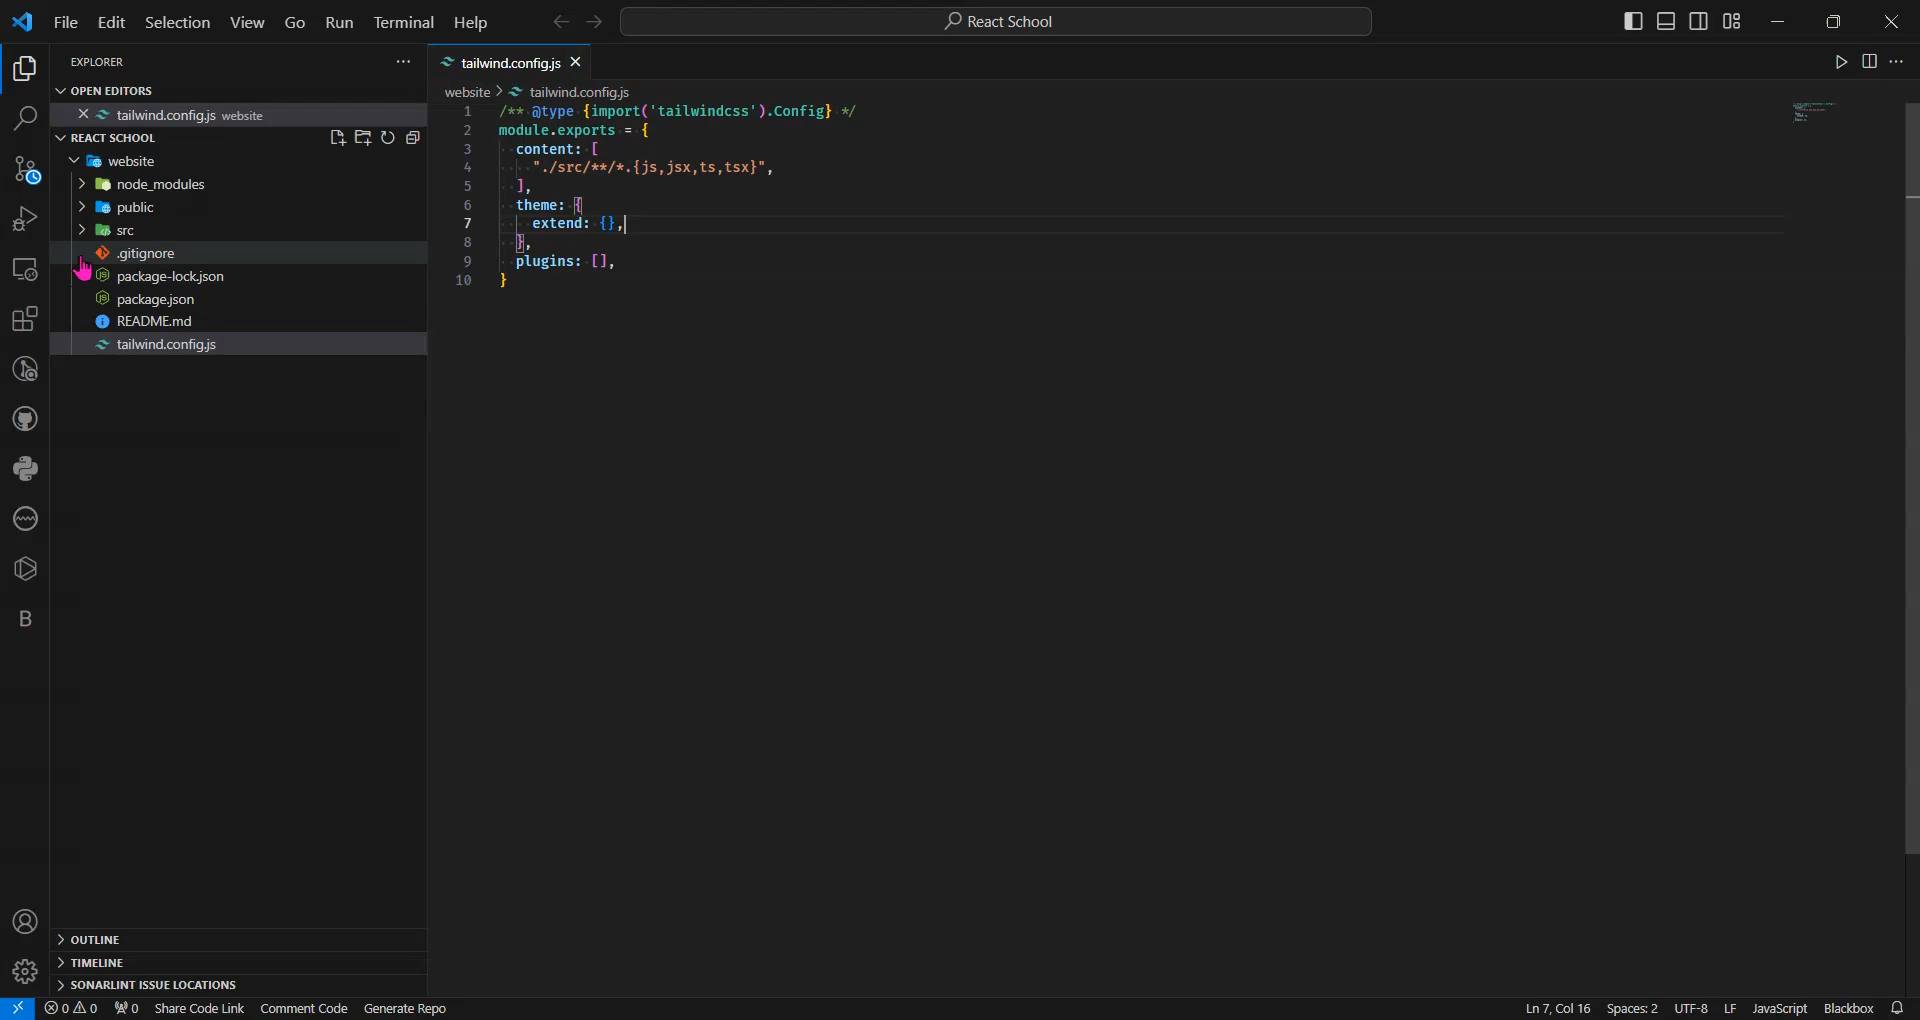 File Edit Selection View Go Run Terminal Help
React School
EXPLORER
OPEN EDITORS
tailwind.config.js website
REACT SCHOOL
website
node_modules
public
src
.gitignore
package-lock.json
package.json
README.md
tailwind.config.js
OUTLINE
TIMELINE
SONARLINT ISSUE LOCATIONS
tailwind.config.js
website > tailwind.config.js
1 /** @type {import('tailwindcss').Config} */
2 module.exports = {
3 content: [
4 "./src/**/*.{js,jsx,ts,tsx}",
5 ],
6 theme: {
7 extend: {},
8 },
9 plugins: [],
10 }
B
0 0 0 Share Code Link Comment Code Generate Repo
Ln 7, Col 16 Spaces: 2 UTF-8 LF JavaScript Blackbox